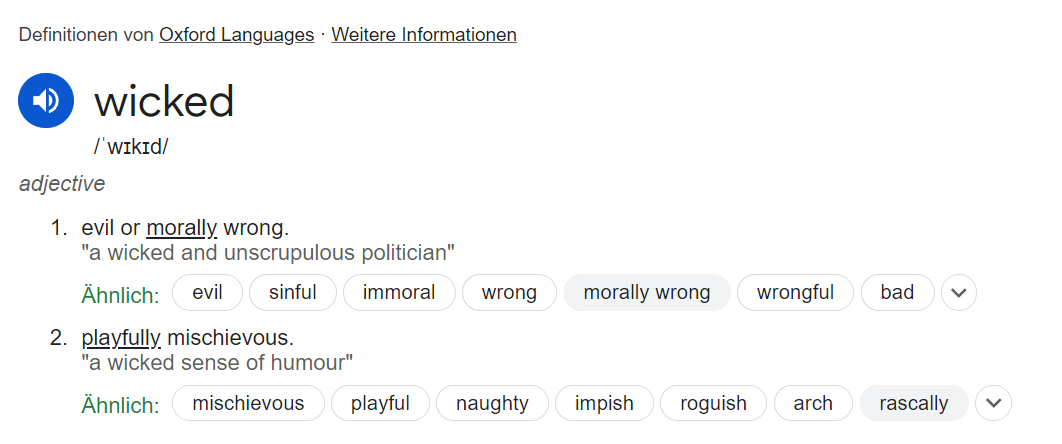 Definitionen von Oxford Languages · Weitere Informationen
wicked
/ˈwɪkɪd/
adjective
1. evil or morally wrong.
"a wicked and unscrupulous politician"
Ähnlich: evil sinful immoral wrong morally wrong wrongful bad
2. playfully mischievous.
"a wicked sense of humour"
Ähnlich: mischievous playful naughty impish roguish arch rascally